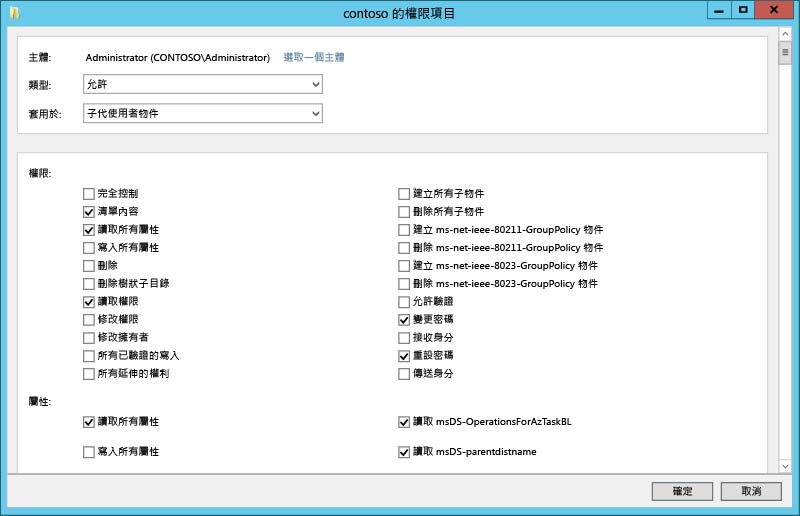 contoso 的權限項目
主體: Administrator (CONTOSO\Administrator) 選取一個主體
類型: 允許
套用於: 子代使用者物件
權限:
完全控制 建立所有子物件
清單內容 刪除所有子物件
讀取所有屬性 建立 ms-net-ieee-80211-GroupPolicy 物件
寫入所有屬性 刪除 ms-net-ieee-80211-GroupPolicy 物件
刪除 建立 ms-net-ieee-8023-GroupPolicy 物件
刪除樹狀子目錄 刪除 ms-net-ieee-8023-GroupPolicy 物件
讀取權限 允許驗證
修改權限 變更密碼
修改擁有者 接收身分
所有已驗證的寫入 重設密碼
所有延伸的權利 傳送身分
屬性:
讀取所有屬性 讀取 msDS-OperationsForAzTaskBL
寫入所有屬性 讀取 msDS-parentdistname
確定 取消